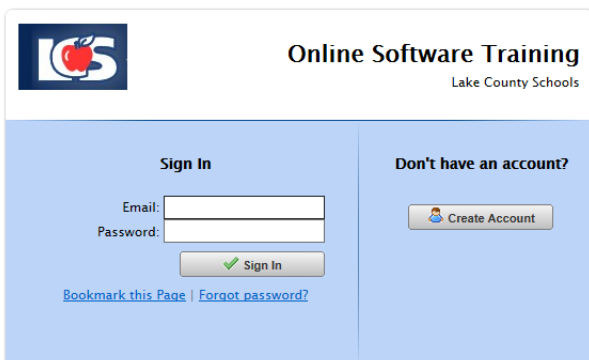 LCS
Online Software Training
Lake County Schools
Sign In
Email:
Password:
Sign In
Bookmark this Page | Forgot password?
Don't have an account?
Create Account